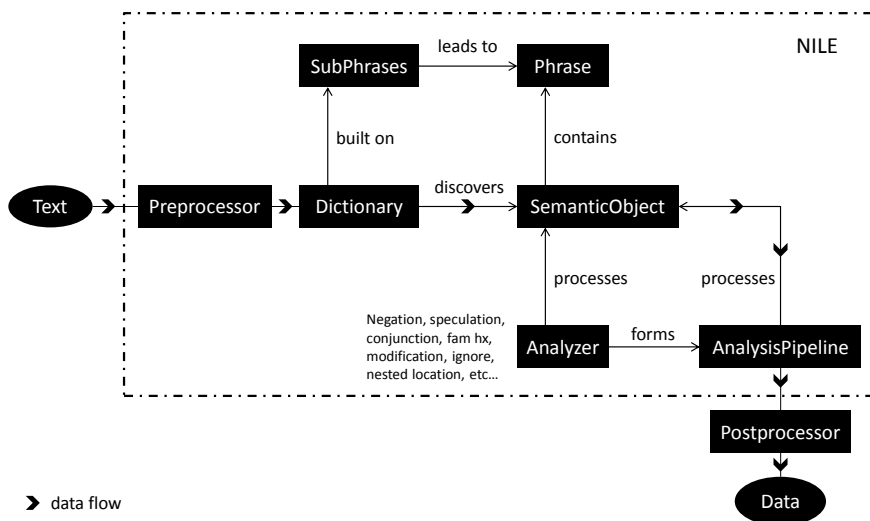 NILE
leads to
SubPhrases
Phrase
built on
contains
discovers
Text
Preprocessor
Dictionary
SemanticObject
processes
processes
Negation, speculation,
conjunction, fam hx,
modification, ignore,
nested location, etc…
forms
Analyzer
AnalysisPipeline
Postprocessor
data flow
Data